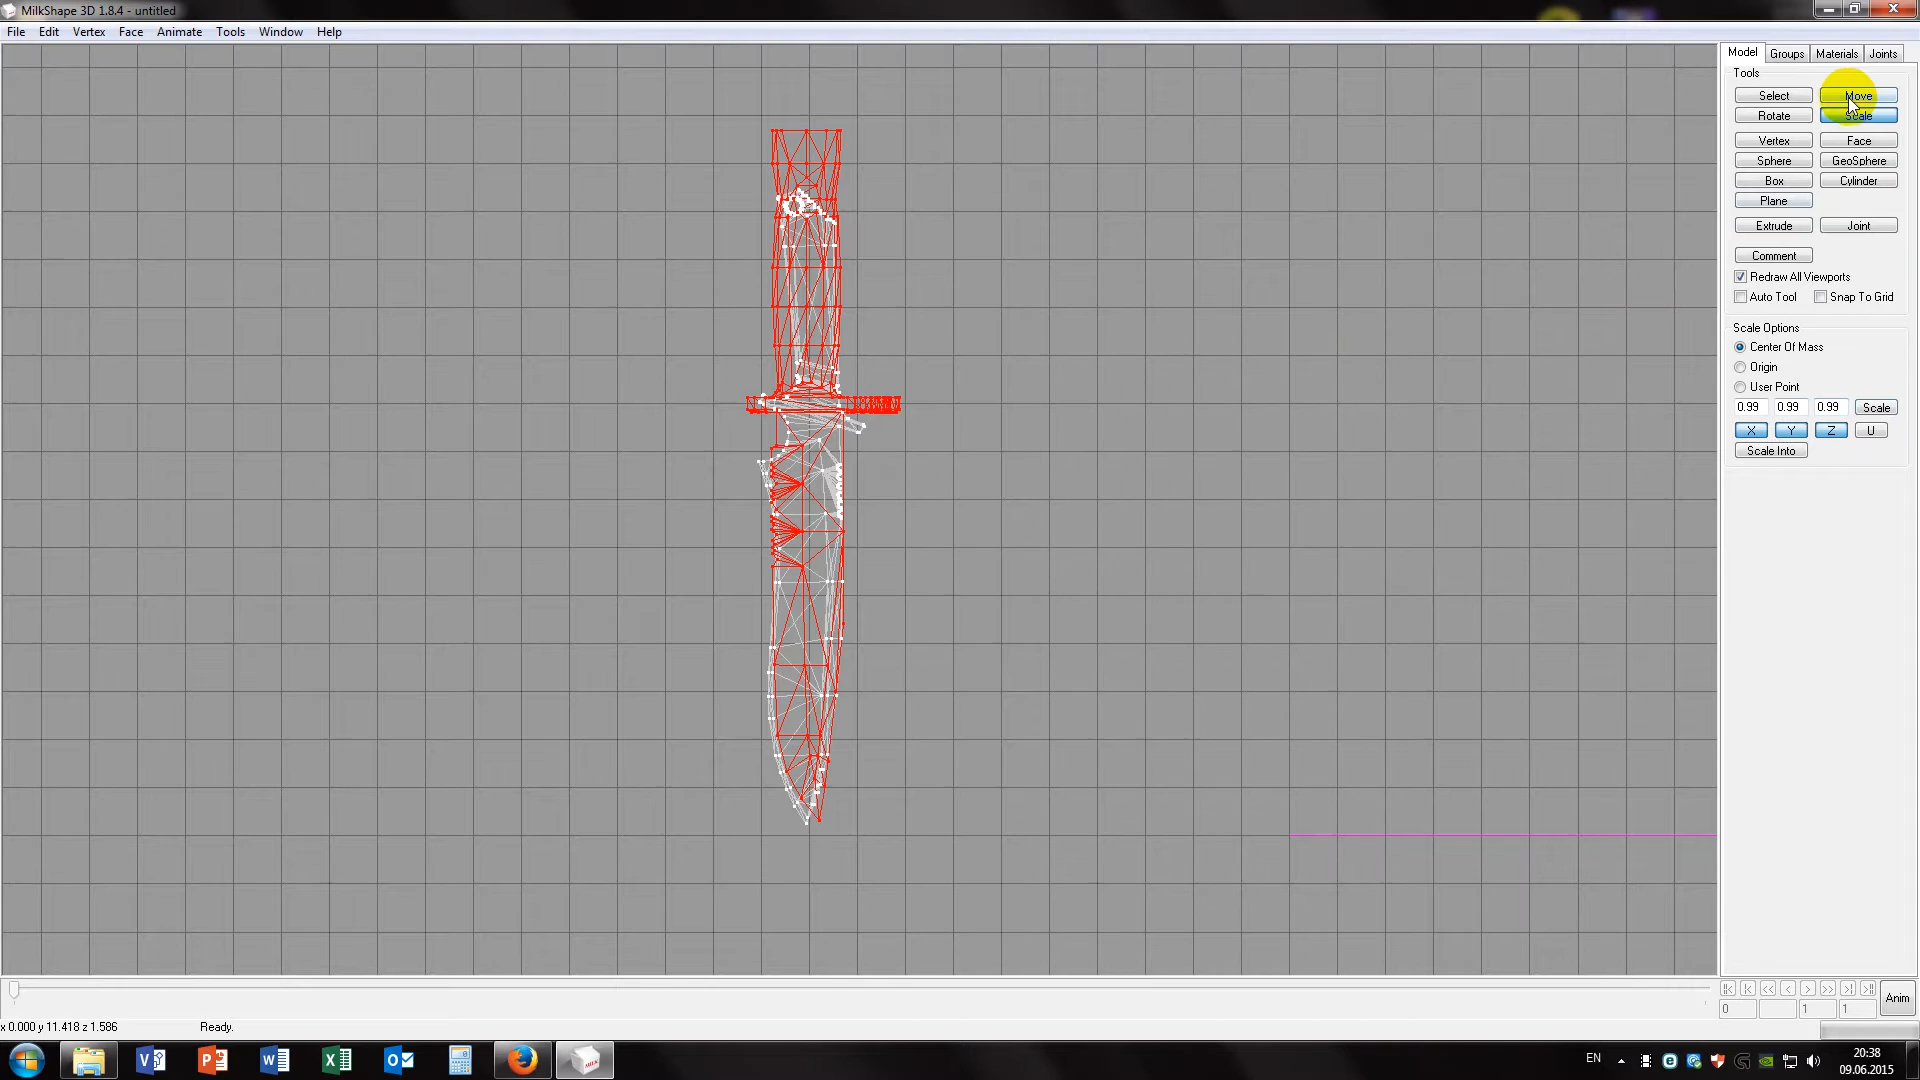 MilkShape 3D 1.8.4 - untitled
File Edit Vertex Face Animate Tools Window Help
Model Groups Materials Joints
Tools
Select Move
Rotate Scale
Vertex Face
Sphere GeoSphere
Box Cylinder
Plane
Extrude Joint
Comment
Redraw All Viewports
Auto Tool Snap To Grid
Scale Options
Center Of Mass
Origin
User Point
0.99 0.99 0.99 Scale
X Y Z U
Scale Into
Anim
0 1 1
x 0.000 y 11.418 z 1.586 Ready.
EN
20:38
09.06.2015